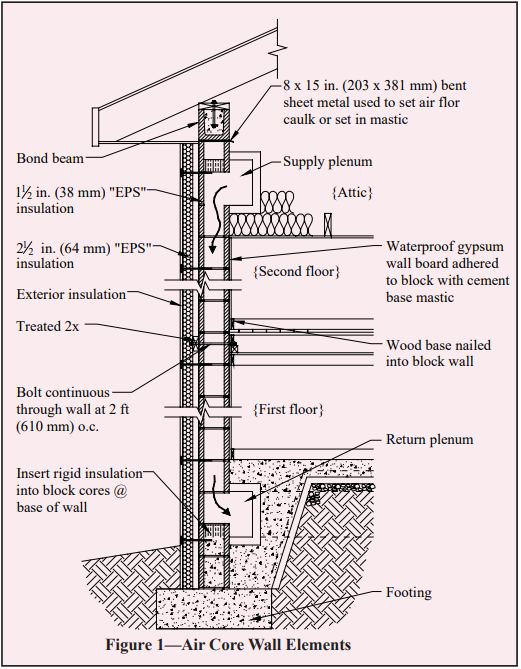 8 x 15 in. (203 x 381 mm) bent
sheet metal used to set air flor
caulk or set in mastic
Bond beam
Supply plenum
1½ in. (38 mm) "EPS"
insulation
{Attic}
2½ in. (64 mm) "EPS"
insulation
Waterproof gypsum
wall board adhered
to block with cement
base mastic
{Second floor}
Exterior insulation
Treated 2x
Wood base nailed
into block wall
Bolt continuous
through wall at 2 ft
(610 mm) o.c.
{First floor}
Return plenum
Insert rigid insulation
into block cores @
base of wall
Footing
Figure 1—Air Core Wall Elements